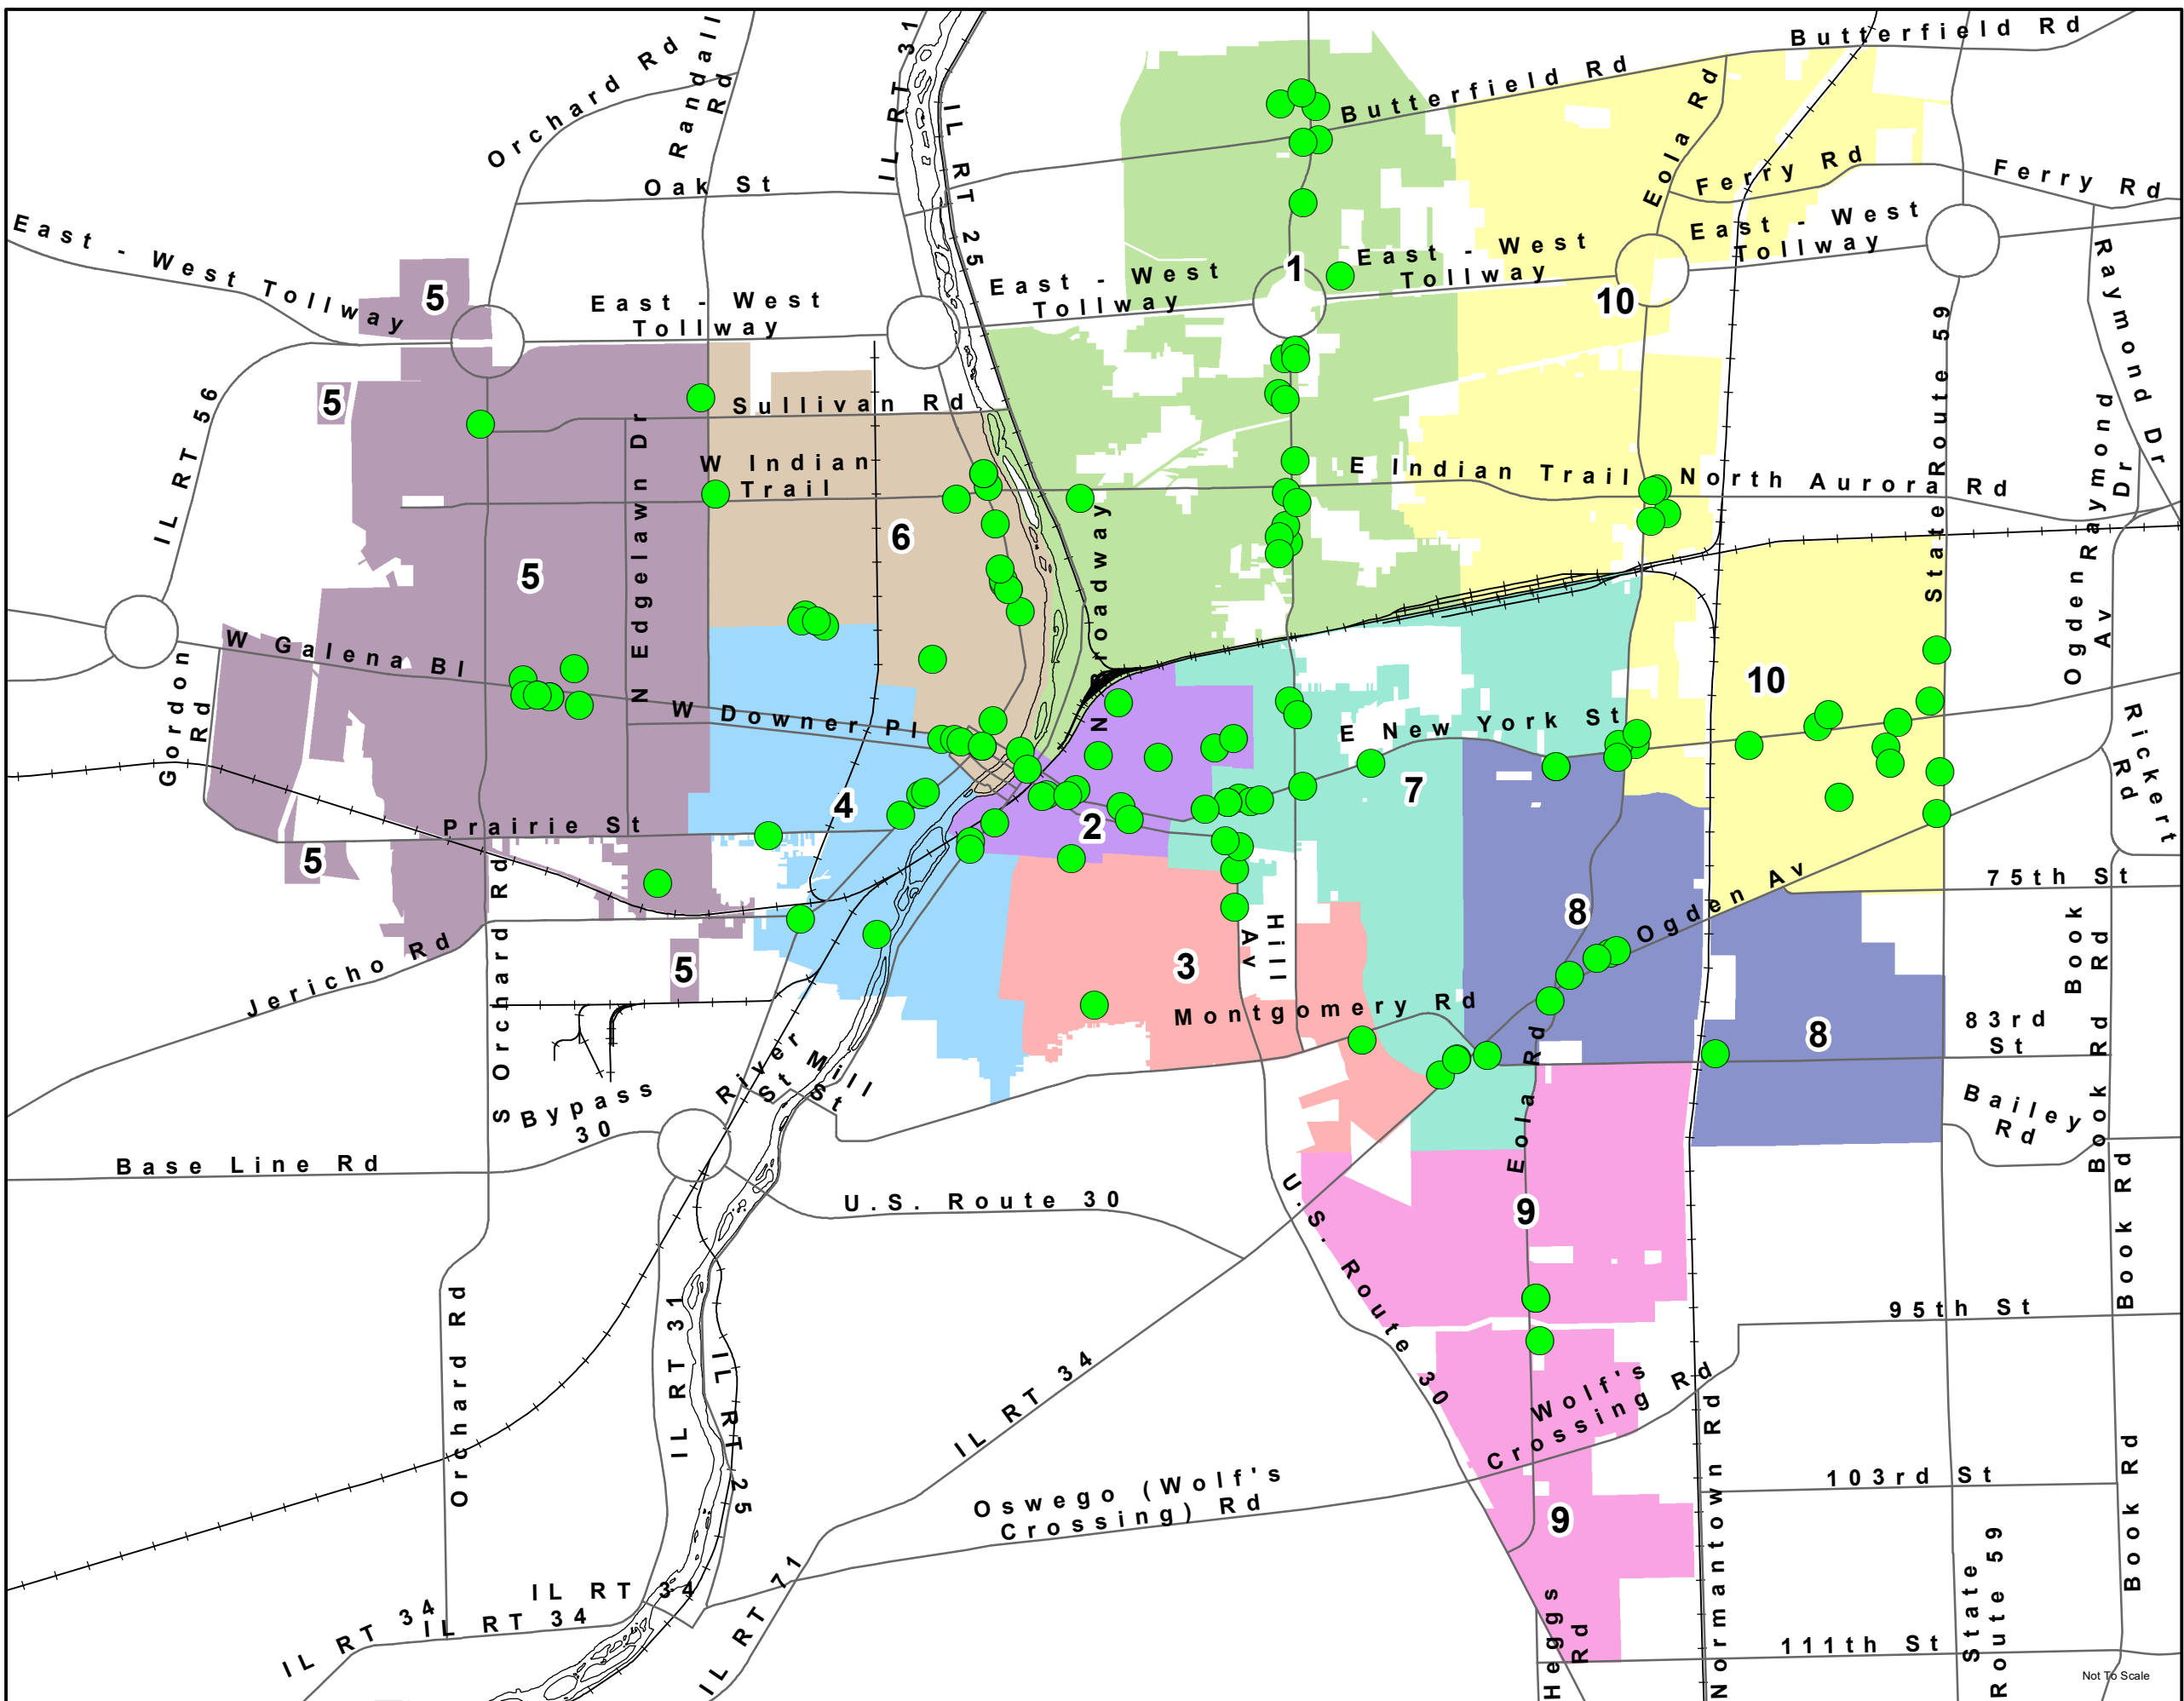 Butterfield Rd
Orchard Rd
Randall
Rd
IL RT 31
IL RT 25
Butterfield Rd
Eola Rd
Ferry Rd
Ferry Rd
Oak St
East - West Tollway
East - West
Tollway
East - West
Tollway
East - West
Tollway
East - West
Tollway
1
10
5
5
Raymond Dr
State Route 59
IL RT 56
Sullivan Rd
W Indian
Trail
E Indian Trail
North Aurora Rd
Raymond
Dr
N Edgelawn Dr
6
5
N Broadway
Ogden
Av
W Galena Bl
Gordon
Rd
W Downer Pl
E New York St
10
Rickert
Rd
7
4
2
Prairie St
5
75th St
Ogden Av
8
Hill
Av
3
5
Jericho Rd
S Orchard Rd
Montgomery Rd
Book
Rd
83rd
St
8
Book Rd
River
St
Mill
St
Bypass
30
Eola Rd
Bailey
Rd
Base Line Rd
U.S. Route 30
U.S. Route 30
9
Book Rd
95th St
Orchard Rd
IL RT 31
IL RT 25
IL RT 34
Wolf's
Crossing Rd
Oswego (Wolf's
Crossing) Rd
103rd St
9
Normantown Rd
Book Rd
IL RT 34
IL RT 34
IL RT 34
IL RT 71
Heggs
Rd
111th St
State
Route 59
Not To Scale